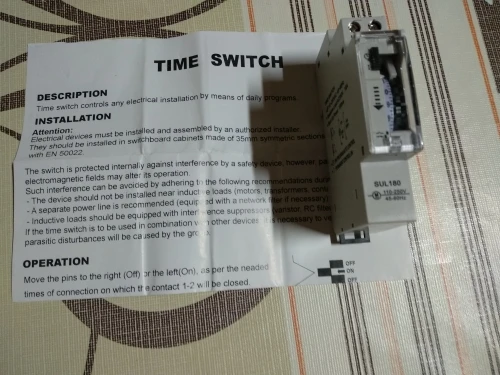 TIME SWITCH
DESCRIPTION
Time switch controls any electrical installation by means of daily programs.
INSTALLATION
Attention:
Electrical devices must be installed and assembled by an authorized installer.
They should be installed in switchboard cabinets made of 35mm symmetric sections
with EN 50022.
The switch is protected internally against interference by a safety device, however,
electromagnetic fields may alter its operation.
Such interference can be avoided by adhering to the following recommendations
- The device should not be installed near inductive loads (motors, transformers,
- A separate power line is recommended (equipped with a network filter if necessary)
- Inductive loads should be equipped with suppressors (varistor, RC
If the time switch is to be used in combination with other devices, it is necessary to
parasitic disturbances will be caused by the
OPERATION
Move the pins to the right (Off) or the left(On), as per the needed
times of connection on which the contact 1-2 will be closed.
OFF
ON
OFF
SUL180